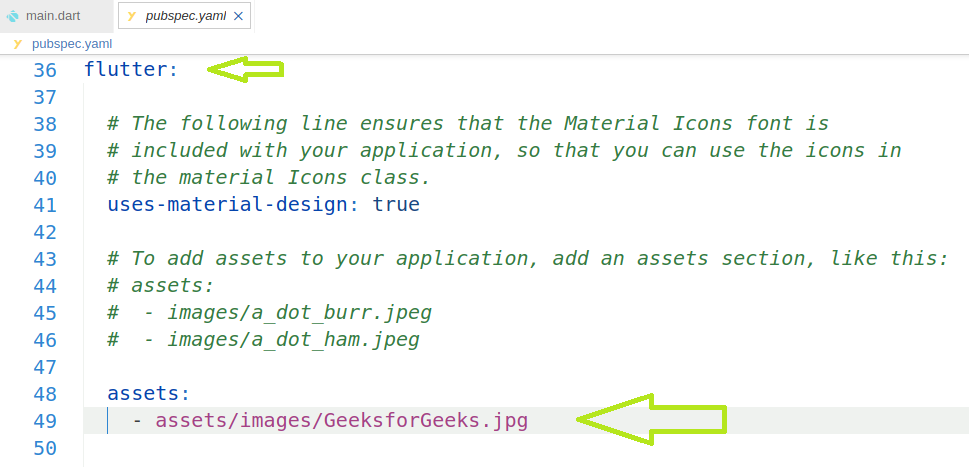 main.dart
pubspec.yaml
pubspec.yaml
36 flutter:
37
38 # The following line ensures that the Material Icons font is
39 # included with your application, so that you can use the icons in
40 # the material Icons class.
41 uses-material-design: true
42
43 # To add assets to your application, add an assets section, like this:
44 # assets:
45 #  - images/a_dot_burr.jpeg
46 #  - images/a_dot_ham.jpeg
47
48 assets:
49 - assets/images/GeeksforGeeks.jpg
50